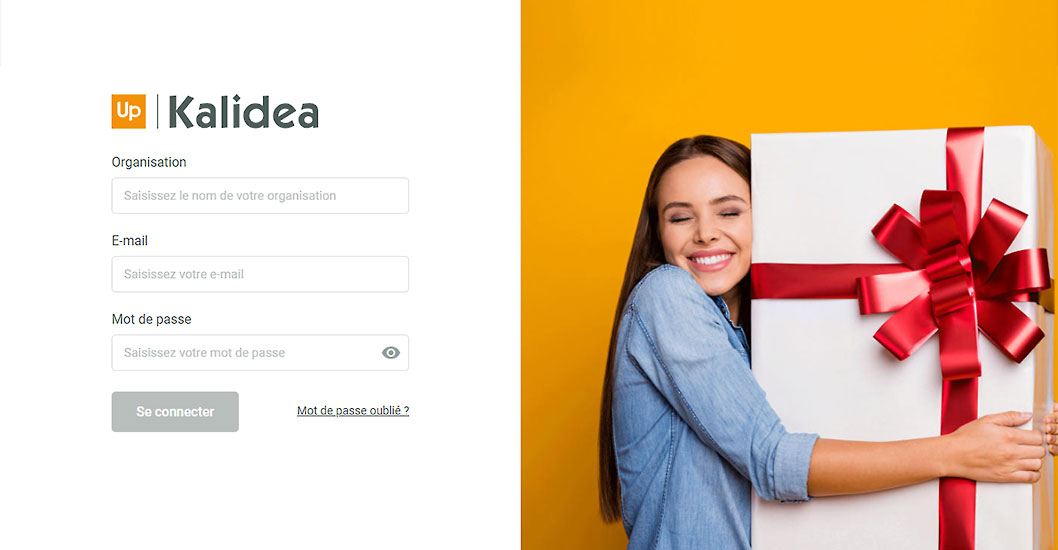 Up | Kalidea
Organisation
Saisissez le nom de votre organisation
E-mail
Saisissez votre e-mail
Mot de passe
Saisissez votre mot de passe
Se connecter
Mot de passe oublié ?